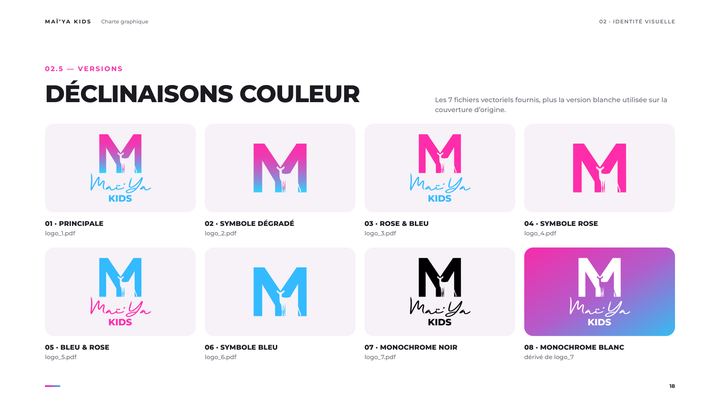 MAÏ'YA KIDS Charte graphique
02 · IDENTITÉ VISUELLE
02.5 — VERSIONS
DÉCLINAISONS COULEUR
Les 7 fichiers vectoriels fournis, plus la version blanche utilisée sur la
couverture d'origine.
M
Maï'Ya
KIDS
M
M
Maï'Ya
KIDS
M
01 · PRINCIPALE
logo_1.pdf
02 · SYMBOLE DÉGRADÉ
logo_2.pdf
03 · ROSE & BLEU
logo_3.pdf
04 · SYMBOLE ROSE
logo_4.pdf
M
Maï'Ya
KIDS
M
M
Maï'Ya
KIDS
M
Maï'Ya
KIDS
05 · BLEU & ROSE
logo_5.pdf
06 · SYMBOLE BLEU
logo_6.pdf
07 · MONOCHROME NOIR
logo_7.pdf
08 · MONOCHROME BLANC
dérivé de logo_7
18